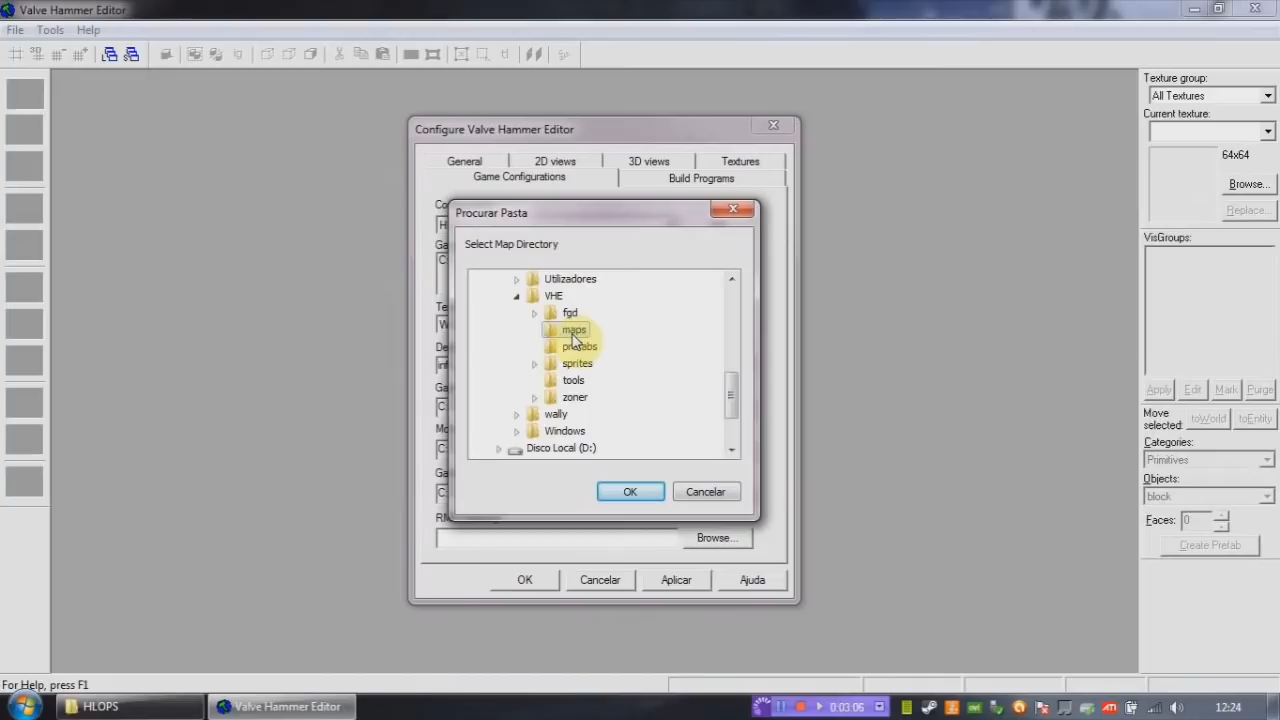 Valve Hammer Editor
File Tools Help
Texture group:
All Textures
Current texture:
64x64
Browse...
Replace...
VisGroups:
Apply Edit Mark Purge
Move selected: toWorld toEntity
Categories:
Primitives
Objects:
block
Faces: 0
Create Prefab
Configure Valve Hammer Editor
General 2D views 3D views Textures
Game Configurations Build Programs
Procurar Pasta
Select Map Directory
Utilizadores
VHE
fgd
maps
prefabs
sprites
tools
zoner
wally
Windows
Disco Local (D:)
OK Cancelar
Browse...
OK Cancelar Aplicar Ajuda
For Help, press F1
HLOPS
Valve Hammer Editor
0:03:06
12:24